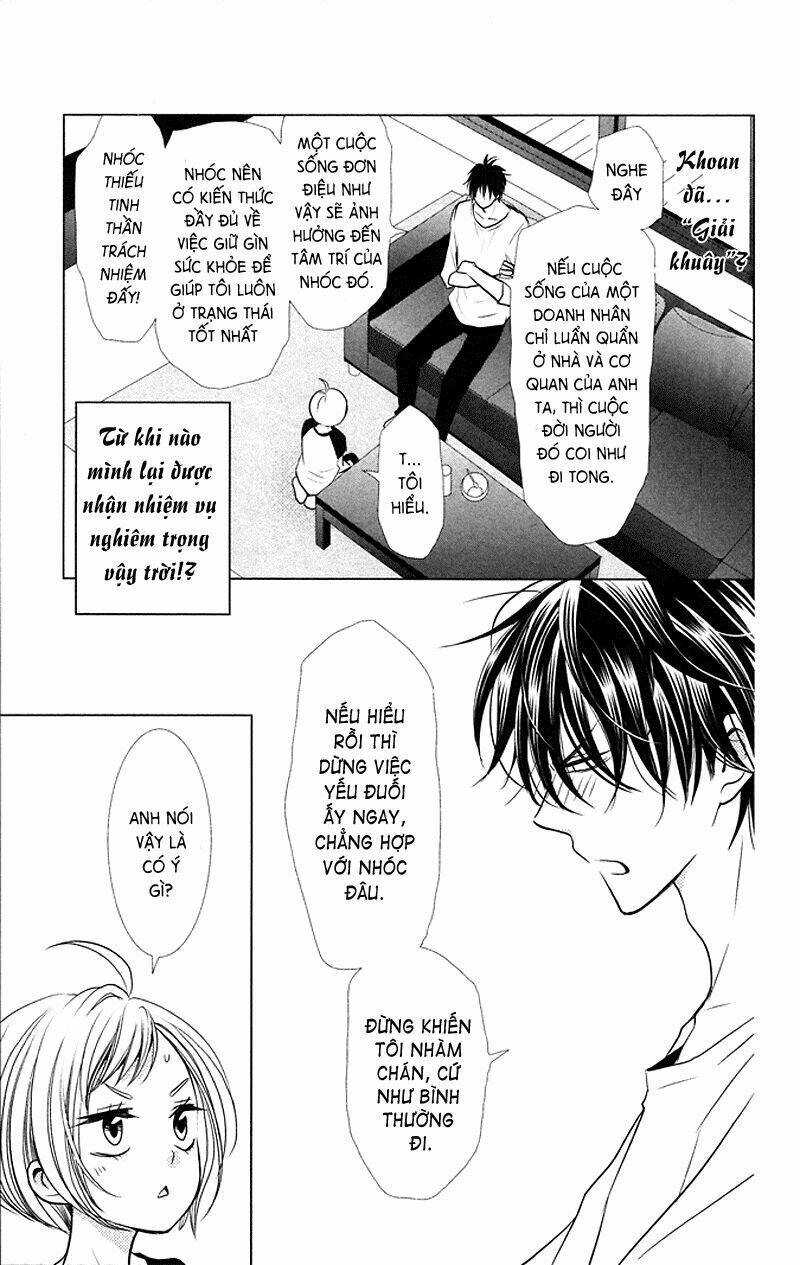 Khoan
đã...
“Giải
khuây”?
NGHE
ĐÂY
NẾU CUỘC
SỐNG CỦA MỘT
DOANH NHÂN
CHỈ LUẨN QUẨN
Ở NHÀ VÀ CƠ
QUAN CỦA ANH
TA, THÌ CUỘC
ĐỜI NGƯỜI
ĐÓ COI NHƯ
ĐI TONG.
MỘT CUỘC
SỐNG ĐƠN
ĐIỆU NHƯ
VẬY SẼ ẢNH
HƯỞNG ĐẾN
TÂM TRÍ CỦA
NHÓC ĐÓ.
NHÓC NÊN
CÓ KIẾN THỨC
ĐẦY ĐỦ VỀ
VIỆC GIỮ GÌN
SỨC KHỎE ĐỂ
GIÚP TÔI LUÔN
Ở TRẠNG THÁI
TỐT NHẤT
NHÓC
THIẾU
TINH
THẦN
TRÁCH
NHIỆM
ĐẤY!
T...
TÔI
HIỂU.
Từ khi nào
mình lại được
nhận nhiệm vụ
nghiêm trọng
vậy trời!?
NẾU HIỂU
RỒI THÌ
DỪNG VIỆC
YẾU ĐUỐI
ẤY NGAY,
CHẲNG HỢP
VỚI NHÓC
ĐÂU.
ĐỪNG KHIẾN
TÔI NHÀM
CHÁN, CỨ
NHƯ BÌNH
THƯỜNG
ĐI.
ANH NÓI
VẬY LÀ
CÓ Ý
GÌ?